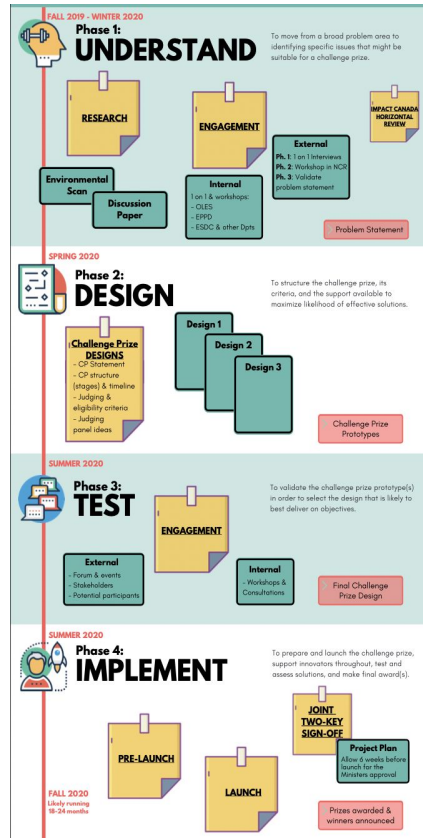 FALL 2019 - WINTER 2020
Phase 1:
UNDERSTAND
To move from a broad problem area to
identifying specific issues that might be
suitable for a challenge prize.
RESEARCH
Environmental
Scan
Discussion
Paper
ENGAGEMENT
Internal
1 on 1 & workshops:
- OLES
- EPPD
- ESDC & other Dpts
External
Ph. 1: 1 on 1 Interviews
Ph. 2: Workshop in NCR
Ph. 3: Validate
problem statement
IMPACT CANADA
HORIZONTAL
REVIEW
Problem Statement
SPRING 2020
Phase 2:
DESIGN
To structure the challenge prize, its
criteria, and the support available to
maximize likelihood of effective solutions.
Challenge Prize
DESIGNS
- CP Statement
- CP structure
(stages) & timeline
- Judging &
eligibility criteria
- Judging
panel ideas
Design 1
Design 2
Design 3
Challenge Prize
Prototypes
SUMMER 2020
Phase 3:
TEST
To validate the challenge prize prototype(s)
in order to select the design that is likely to
best deliver on objectives.
ENGAGEMENT
External
- Forum & events
- Stakeholders
- Potential participants
Internal
- Workshops &
Consultations
Final Challenge
Prize Design
SUMMER 2020
Phase 4:
IMPLEMENT
To prepare and launch the challenge prize,
support innovators throughout, test and
assess solutions, and make final award(s).
PRE-LAUNCH
LAUNCH
JOINT
TWO-KEY
SIGN-OFF
Project Plan
Allow 6 weeks before
launch for the
Ministers approval
FALL 2020
Likely running
18-24 months
Prizes awarded &
winners announced